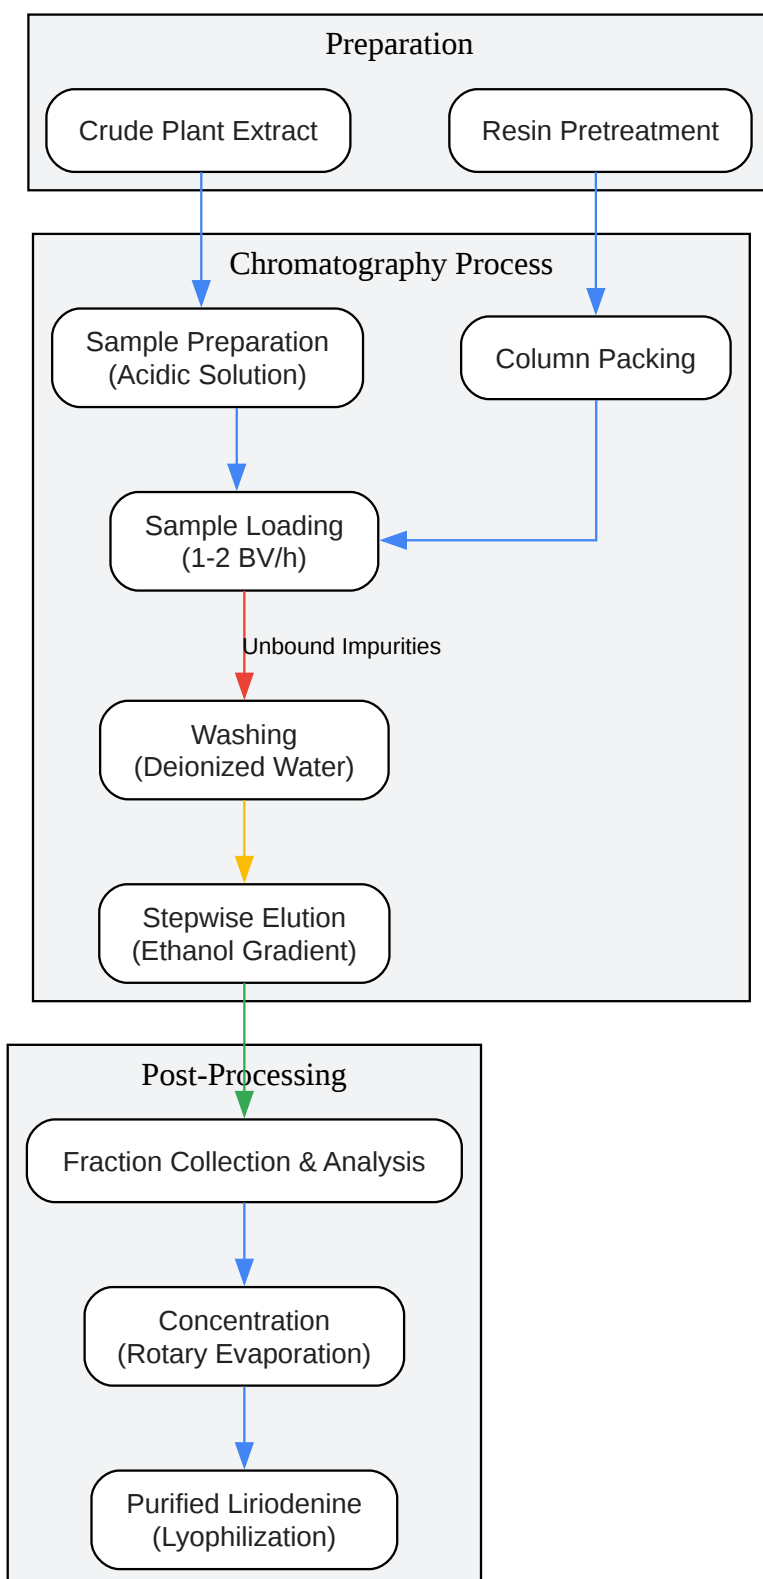 Preparation
Crude Plant Extract
Resin Pretreatment
Chromatography Process
Sample Preparation
(Acidic Solution)
Column Packing
Sample Loading
(1-2 BV/h)
Unbound Impurities
Washing
(Deionized Water)
Stepwise Elution
(Ethanol Gradient)
Post-Processing
Fraction Collection & Analysis
Concentration
(Rotary Evaporation)
Purified Liriodenine
(Lyophilization)